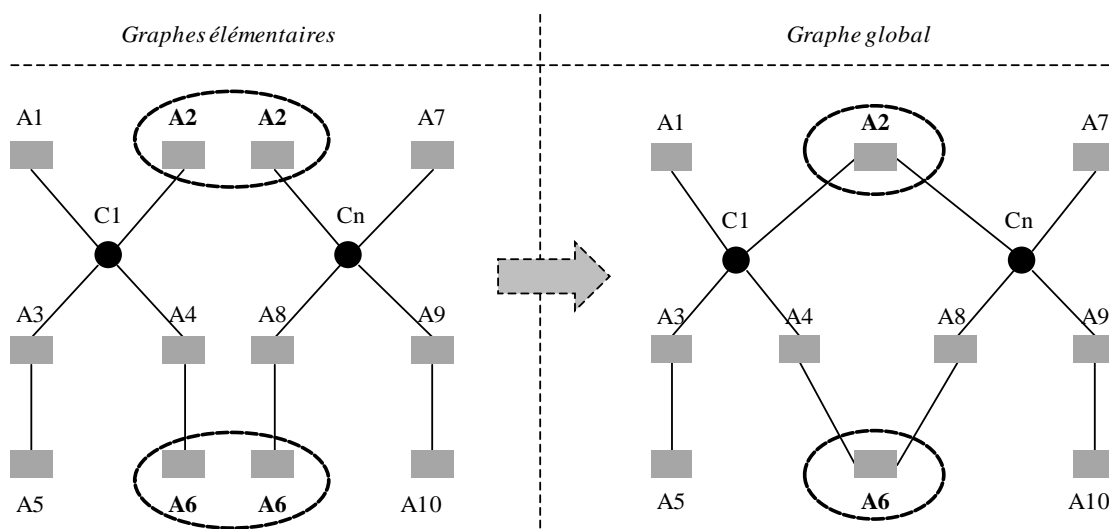 Graphes élémentaires Graphe global
A1 A2 A2 A7 A1 A2 A7
C1 Cn C1 Cn
A3 A4 A8 A9 A3 A4 A8 A9
A5 A6 A6 A10 A5 A6 A10